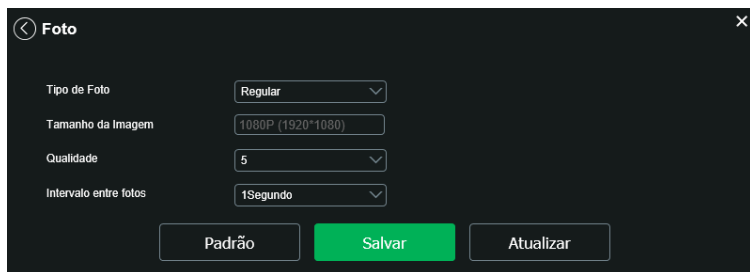 Foto
Tipo de Foto Regular
Tamanho da Imagem 1080P (1920*1080)
Qualidade 5
Intervalo entre fotos 1Segundo
Padrão Salvar Atualizar